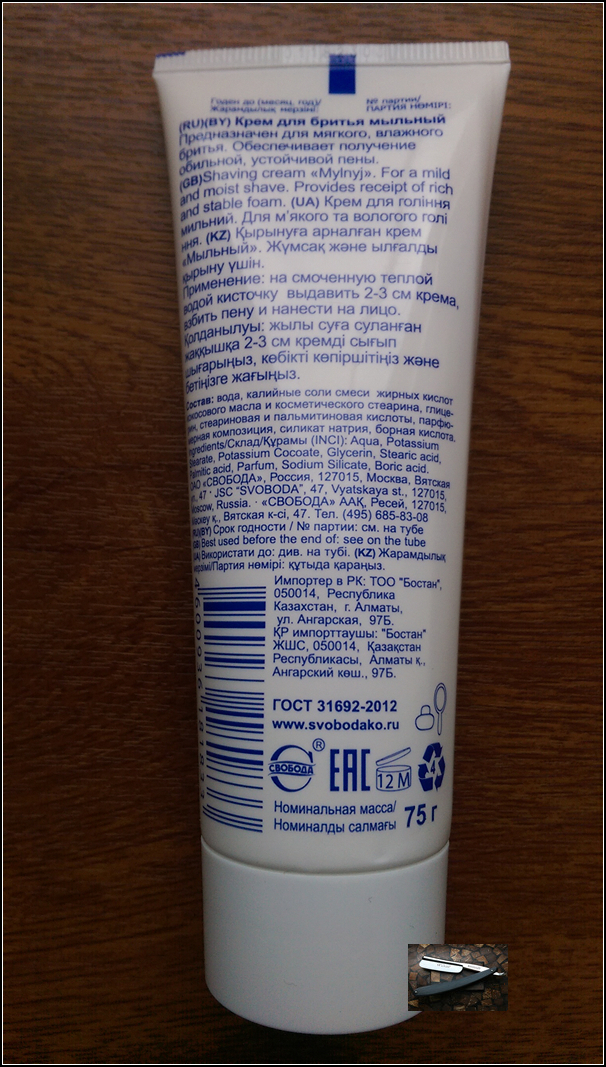 Годен до (месяц, год)/ № партии/
Жарамдылық мерзімі: ПАРТИЯ НӨМІРІ:
(RU)(BY) Крем для бритья мыльный
Предназначен для мягкого, влажного
бритья. Обеспечивает получение
обильной, устойчивой пены.
(GB)Shaving cream «Mylnyj». For a mild
and moist shave. Provides receipt of rich
and stable foam. (UA) Крем для гоління
мильний. Для м'якого та вологого голі
ння. (KZ) Қырынуға арналған крем
«Мыльный». Жұмсақ және ылғалды
қырыну үшін.
Применение: на смоченную теплой
водой кисточку выдавить 2-3 см крема,
взбить пену и нанести на лицо.
Қолданылуы: жылы суға суланған
жаққышқа 2-3 см кремді сығып
шығарыңыз, көбікті көпіршітіңіз және
бетіңізге жағыңыз.
Состав: вода, калийные соли смеси жирных кислот
кокосового масла и косметического стеарина, глице-
рин, стеариновая и пальмитиновая кислоты, парфю-
мерная композиция, силикат натрия, борная кислота.
Ingredients/Склад/Құрамы (INCI): Aqua, Potassium
Stearate, Potassium Cocoate, Glycerin, Stearic acid,
Palmitic acid, Parfum, Sodium Silicate, Boric acid.
ОАО «СВОБОДА», Россия, 127015, Москва, Вятская
ул., 47 · JSC "SVOBODA", 47, Vyatskaya st., 127015,
Moscow, Russia. · «СВОБОДА» ААҚ, Ресей, 127015,
Мәскеу қ., Вятская к-сі, 47. Тел. (495) 685-83-08
(RU)(BY) Срок годности / № партии: см. на тубе
(GB) Best used before the end of: see on the tube
(UA) Використати до: див. на тубі. (KZ) Жарамдылық
мерзімі/Партия нөмірі: құтыда қараңыз.
Импортер в РК: ТОО "Бостан",
050014, Республика
Казахстан, г. Алматы,
ул. Ангарская, 97Б.
ҚР импорттаушы: "Бостан"
ЖШС, 050014, Қазақстан
Республикасы, Алматы қ.,
Ангарский көш., 97Б.
ГОСТ 31692-2012
www.svobodako.ru
СВОБОДА ® EAC 12 M 4
Номинальная масса/
Номиналды салмағы 75 г